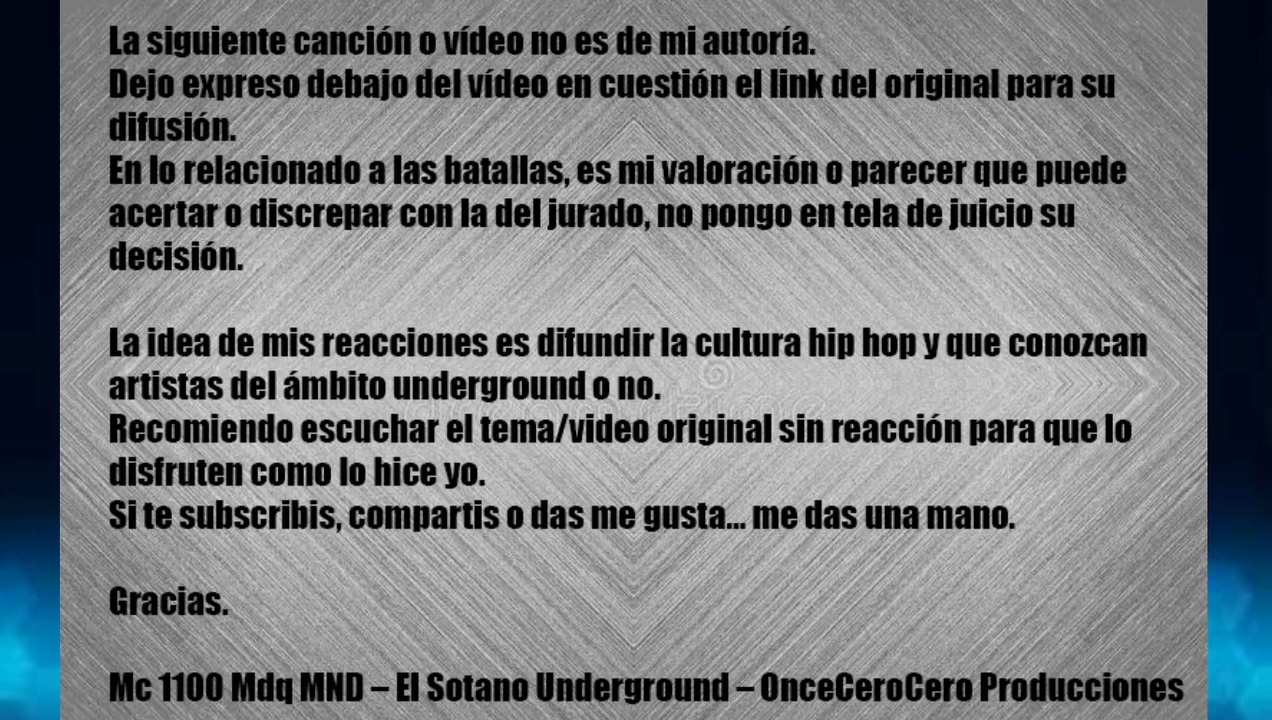 La siguiente canción o vídeo no es de mi autoría.
Dejo expreso debajo del vídeo en cuestión el link del original para su
difusión.
En lo relacionado a las batallas, es mi valoración o parecer que puede
acertar o discrepar con la del jurado, no pongo en tela de juicio su
decisión.
La idea de mis reacciones es difundir la cultura hip hop y que conozcan
artistas del ámbito underground o no.
Recomiendo escuchar el tema/video original sin reacción para que lo
disfruten como lo hice yo.
Si te subscribis, compartis o das me gusta... me das una mano.
Gracias.
Mc 1100 Mdq MND – El Sotano Underground – OnceCeroCero Producciones